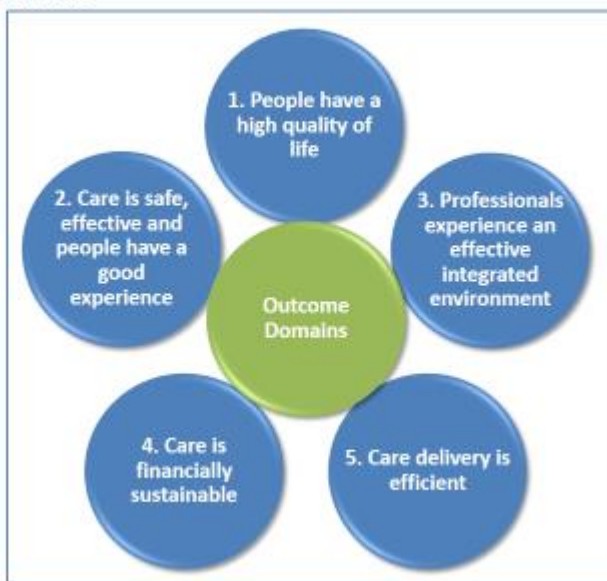 1. People have a
high quality of
life
2. Care is safe,
effective and
people have a
good
experience
3. Professionals
experience an
effective
integrated
environment
Outcome
Domains
4. Care is
financially
sustainable
5. Care delivery is
efficient